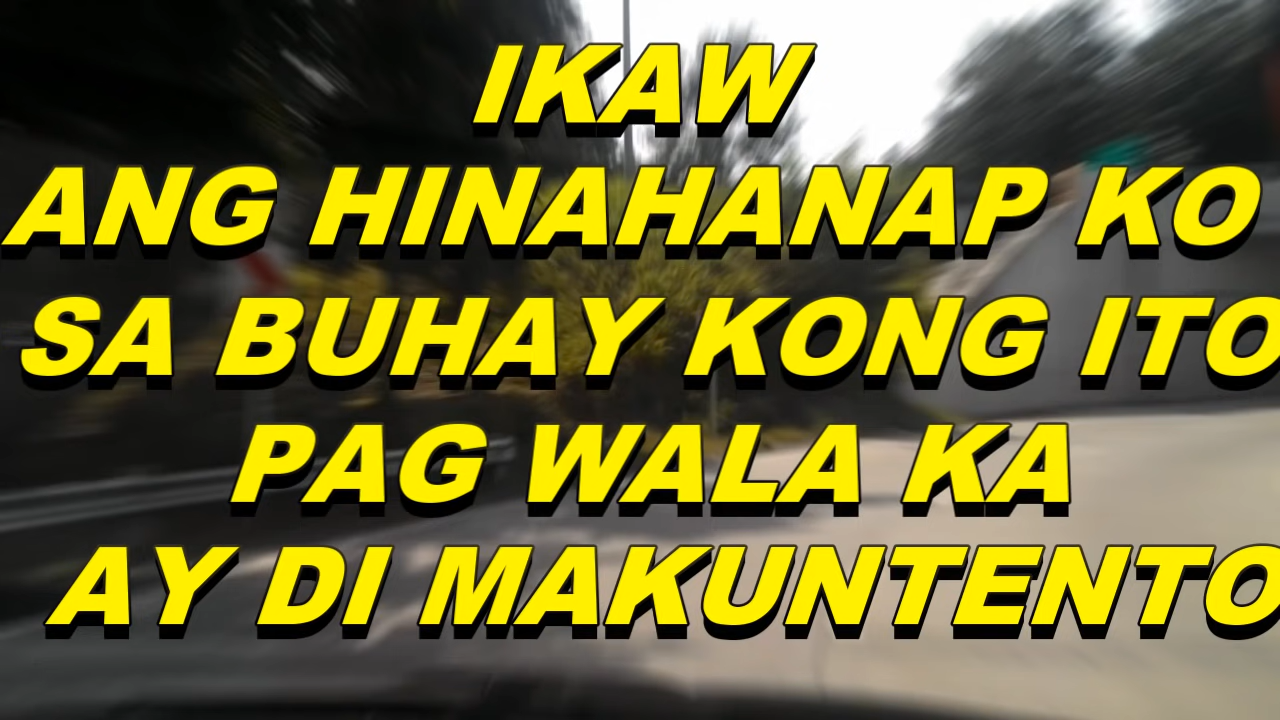 IKAW
ANG HINAHANAP KO
SA BUHAY KONG ITO
PAG WALA KA
AY DI MAKUNTENTO